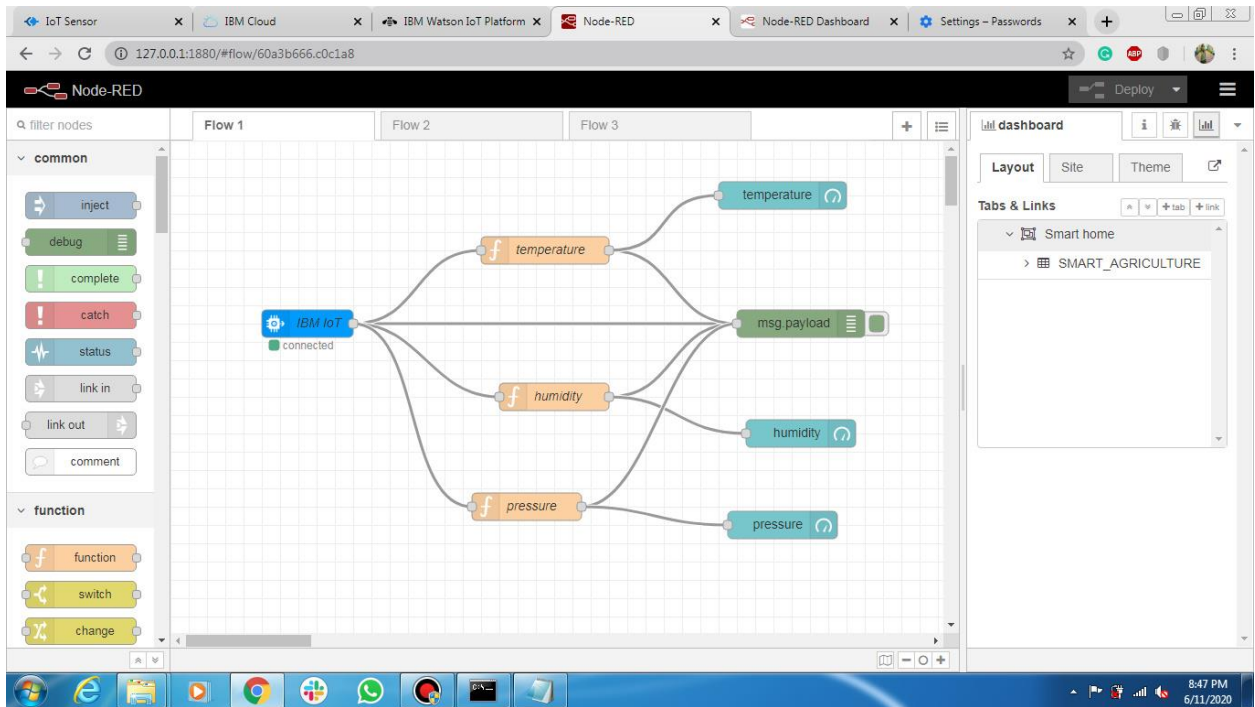 IoT Sensor
IBM Cloud
IBM Watson IoT Platform
Node-RED
Node-RED Dashboard
Settings – Passwords
127.0.0.1:1880/#flow/60a3b666.c0c1a8
ABP
Node-RED
Deploy
filter nodes
Flow 1
Flow 2
Flow 3
dashboard
i
common
inject
debug
complete
catch
status
link in
link out
comment
function
function
switch
change
temperature
temperature
IBM IoT
connected
msg.payload
humidity
humidity
pressure
pressure
Layout
Site
Theme
Tabs & Links
+tab
+link
Smart home
SMART_AGRICULTURE
8:47 PM
6/11/2020